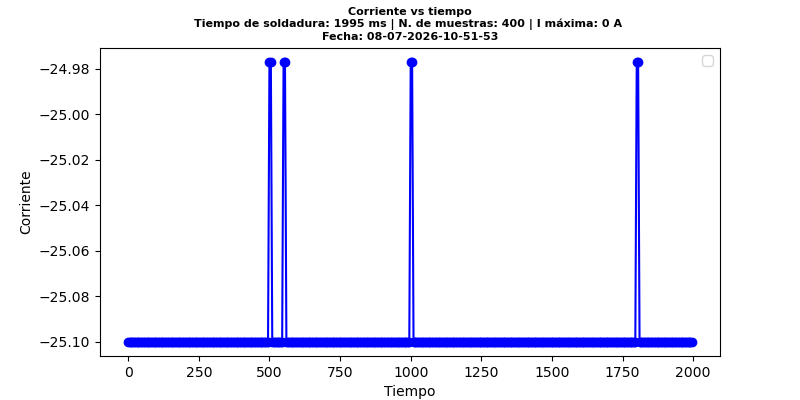 Corriente vs tiempo
Tiempo de soldadura: 1995 ms | N. de muestras: 400 | I máxima: 0 A
Fecha: 08-07-2026-10-51-53
−24.98
−25.00
−25.02
−25.04
−25.06
−25.08
−25.10
Corriente
0 250 500 750 1000 1250 1500 1750 2000
Tiempo